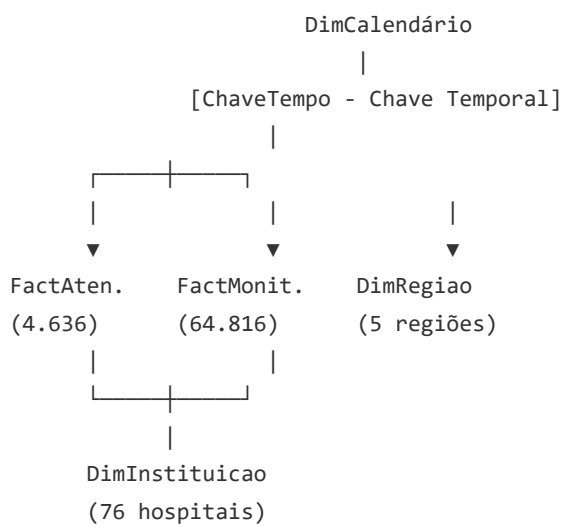 DimCalendário
[ChaveTempo - Chave Temporal]
FactAten. FactMonit. DimRegiao
(4.636) (64.816) (5 regiões)
DimInstituicao
(76 hospitais)